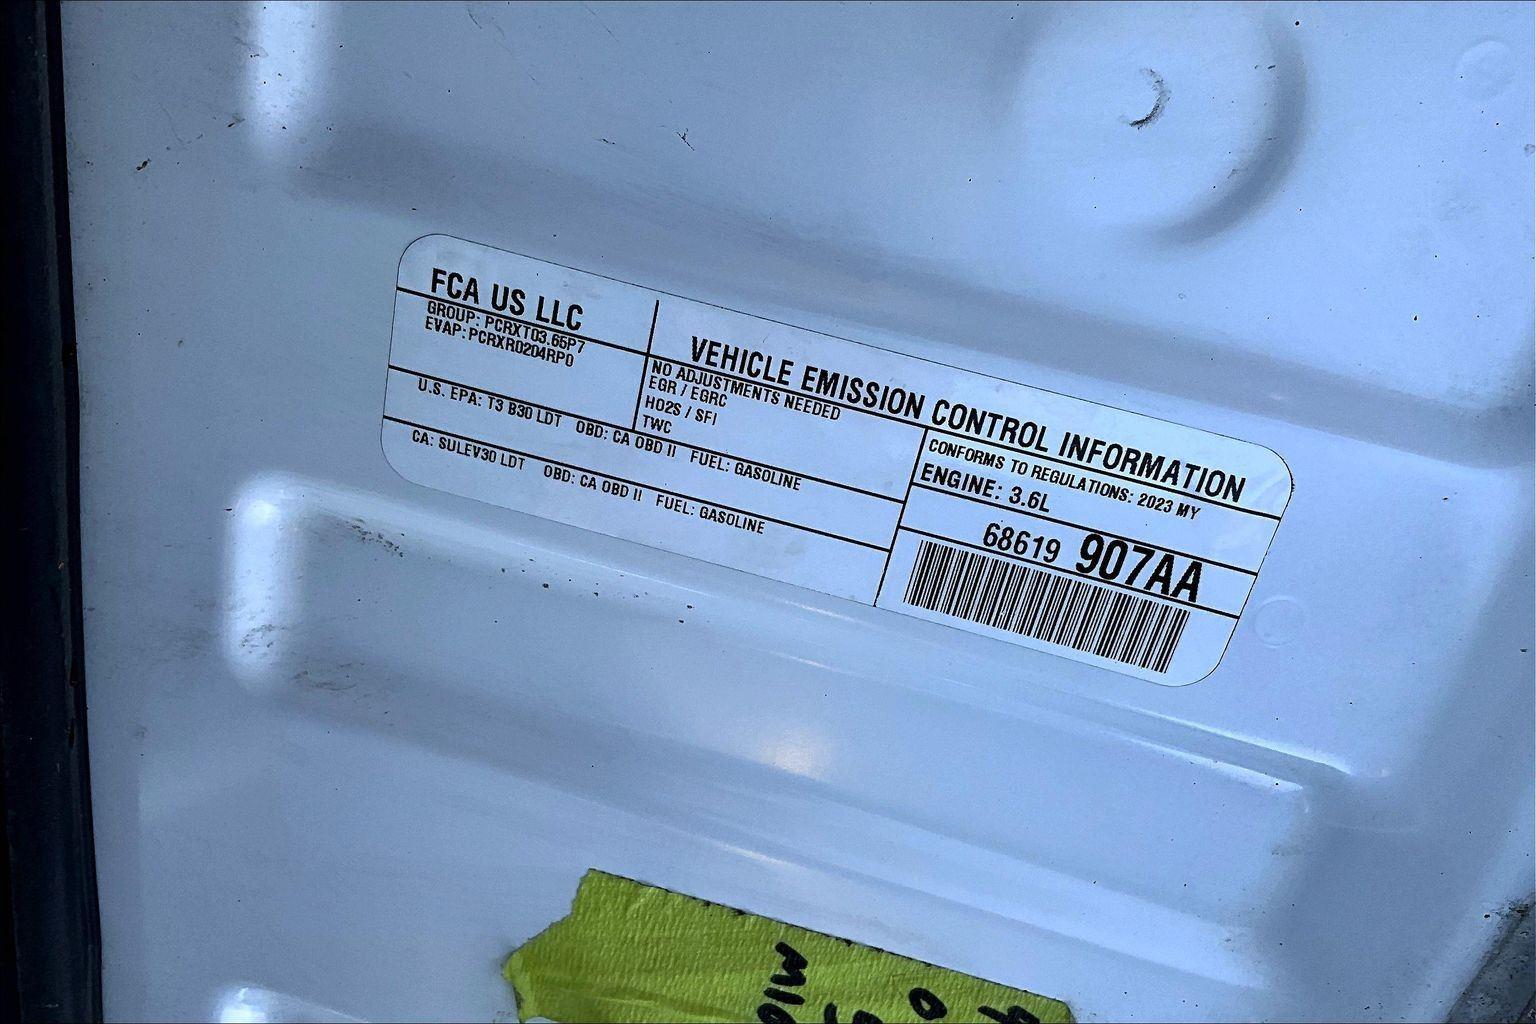 FCA US LLC
VEHICLE EMISSION CONTROL INFORMATION
GROUP: PCRXT03.65P7
EVAP: PCRXR0204RP0
NO ADJUSTMENTS NEEDED
EGR / EGRC
HO2S / SFI
TWC
CONFORMS TO REGULATIONS: 2023 MY
U.S. EPA: T3 B30 LDT OBD: CA OBD II FUEL: GASOLINE
ENGINE: 3.6L
CA: SULEV30 LDT OBD: CA OBD II FUEL: GASOLINE
68619 907AA